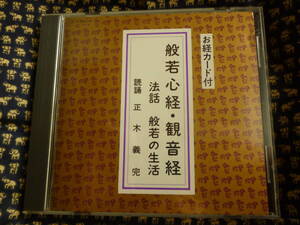 お経カード付
般若心経・観音経
法話 般若の生活
読誦 正木義完